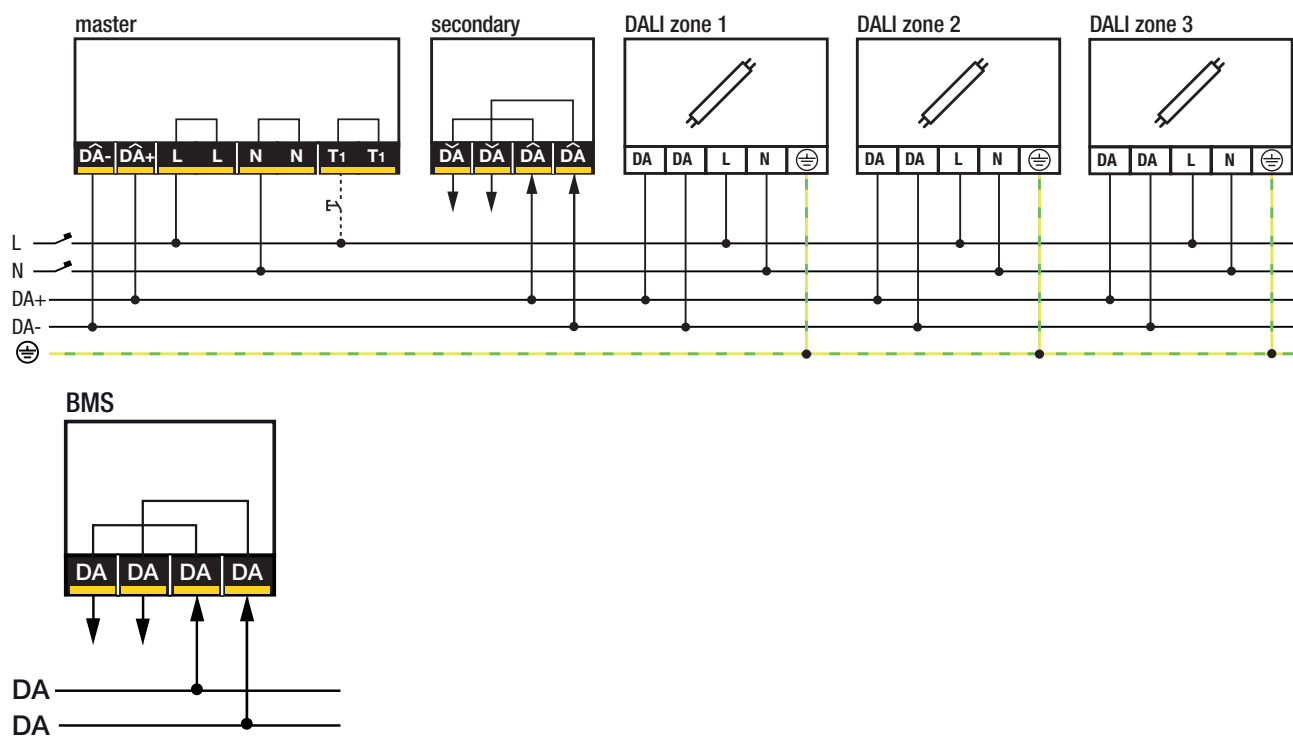 master secondary DALI zone 1 DALI zone 2 DALI zone 3
DA- DA+ L L N N T1 T1 DA DA DA DA DA DA L N DA DA L N DA DA L N
L
N
DA+
DA-
BMS
DA DA DA DA
DA
DA